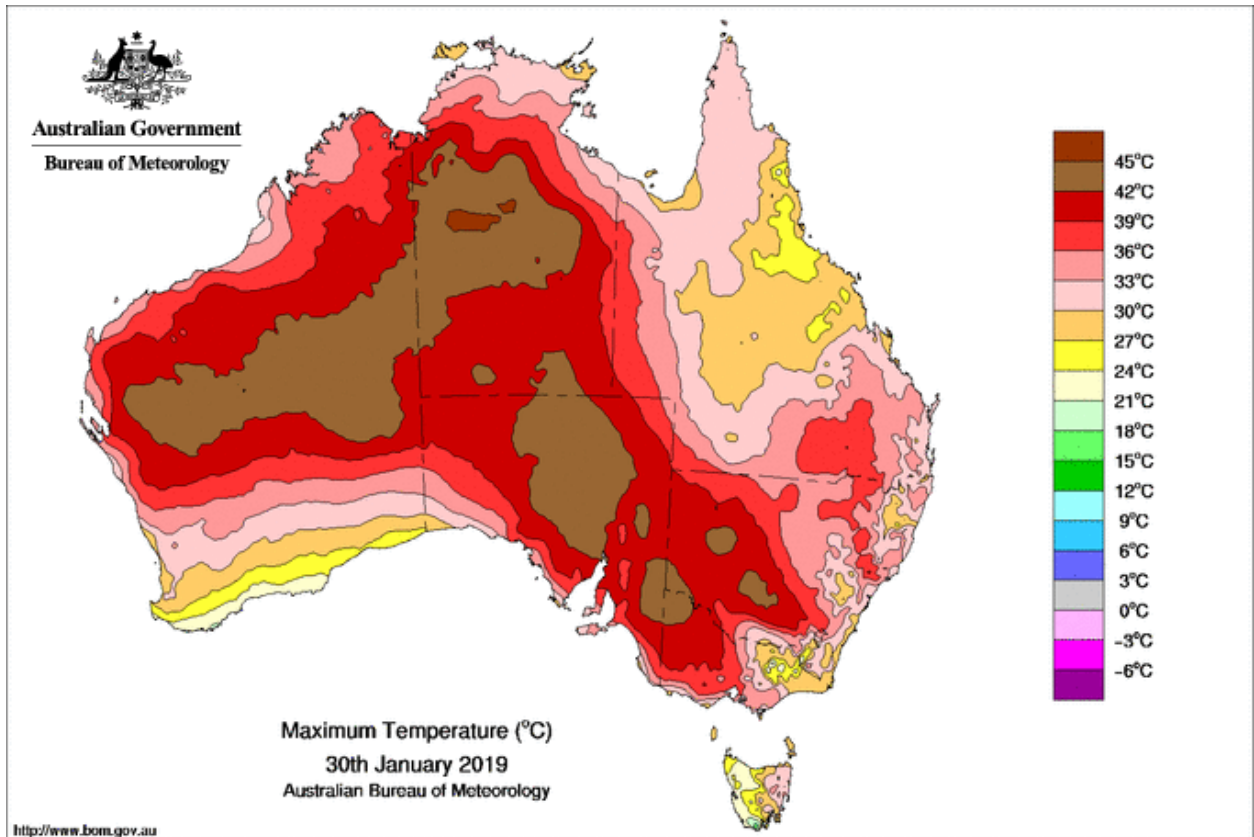 Australian Government
Bureau of Meteorology
45°C
42°C
39°C
36°C
33°C
30°C
27°C
24°C
21°C
18°C
15°C
12°C
9°C
6°C
3°C
0°C
-3°C
-6°C
Maximum Temperature (°C)
30th January 2019
Australian Bureau of Meteorology
http://www.bom.gov.au